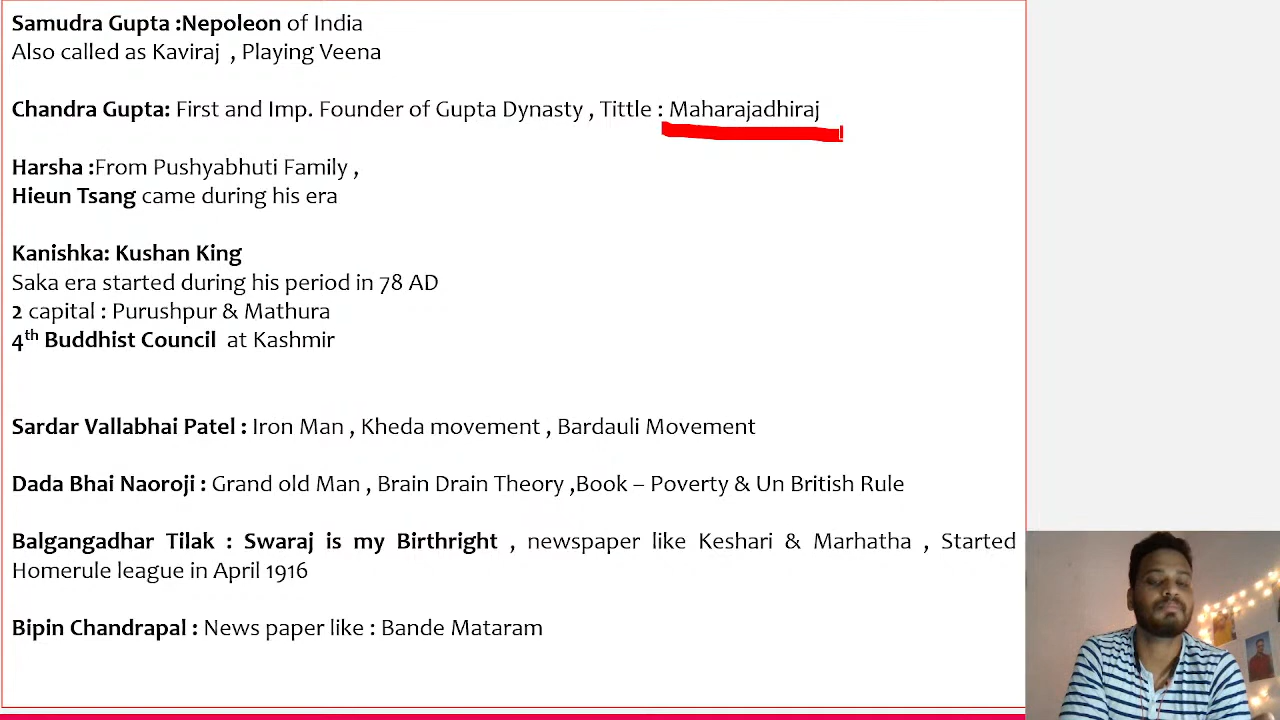 Samudra Gupta :Nepoleon of India
Also called as Kaviraj , Playing Veena
Chandra Gupta: First and Imp. Founder of Gupta Dynasty , Tittle : Maharajadhiraj
Harsha :From Pushyabhuti Family ,
Hieun Tsang came during his era
Kanishka: Kushan King
Saka era started during his period in 78 AD
2 capital : Purushpur & Mathura
4th Buddhist Council at Kashmir
Sardar Vallabhai Patel : Iron Man , Kheda movement , Bardauli Movement
Dada Bhai Naoroji : Grand old Man , Brain Drain Theory ,Book – Poverty & Un British Rule
Balgangadhar Tilak : Swaraj is my Birthright , newspaper like Keshari & Marhatha , Started
Homerule league in April 1916
Bipin Chandrapal : News paper like : Bande Mataram